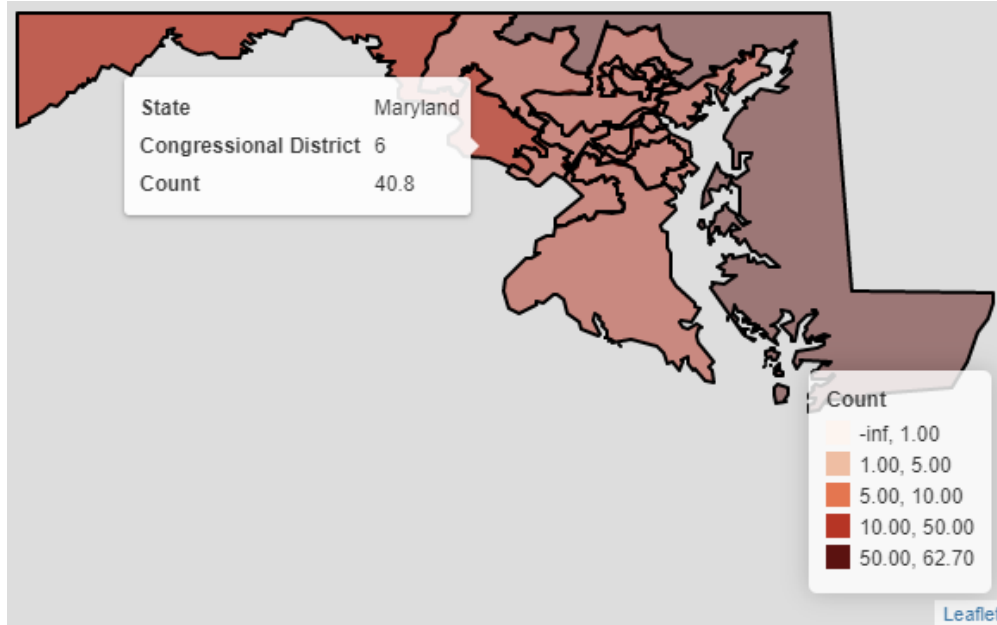 State Maryland
Congressional District 6
Count 40.8
Count
-inf, 1.00
1.00, 5.00
5.00, 10.00
10.00, 50.00
50.00, 62.70
Leaflet